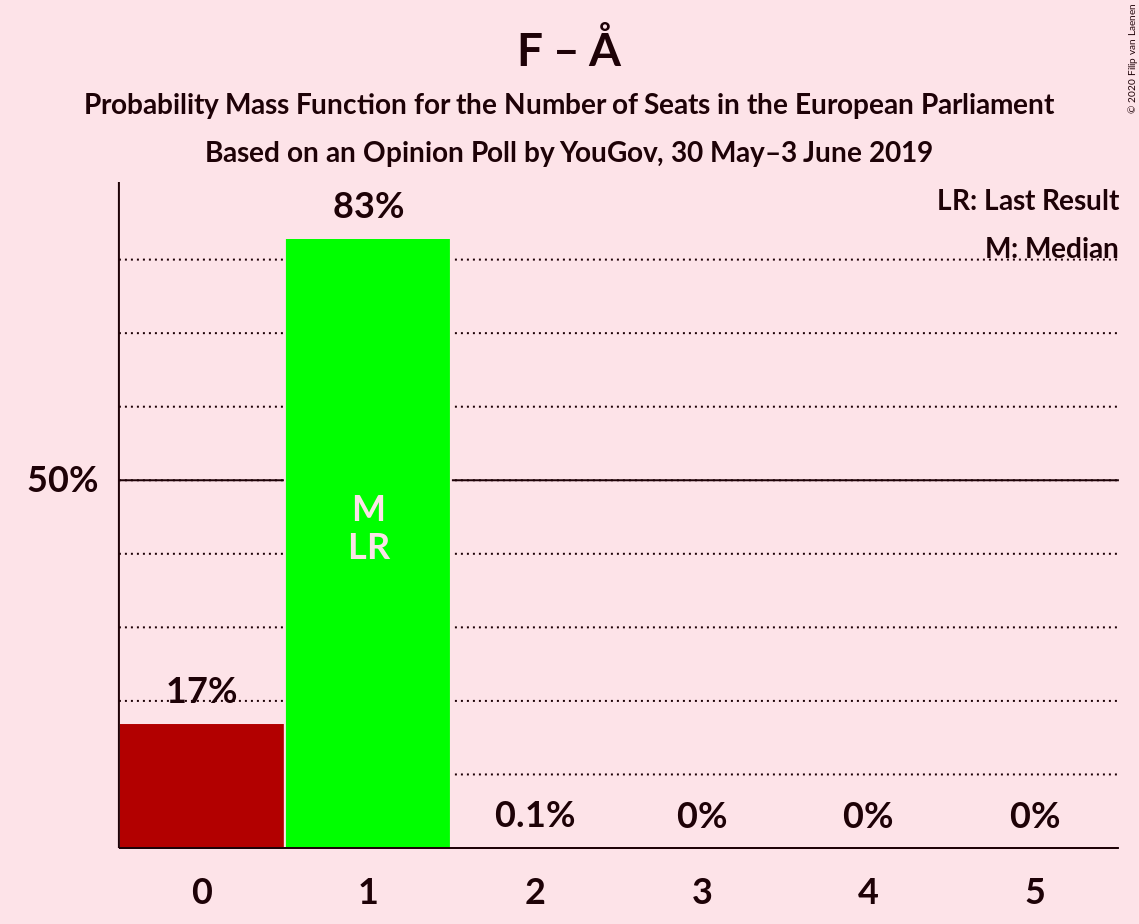 F – Å
Probability Mass Function for the Number of Seats in the European Parliament
Based on an Opinion Poll by YouGov, 30 May–3 June 2019
© 2020 Filip van Laenen
LR: Last Result
M: Median
83%
50%
M
LR
17%
0.1%
0%
0%
0%
0
1
2
3
4
5